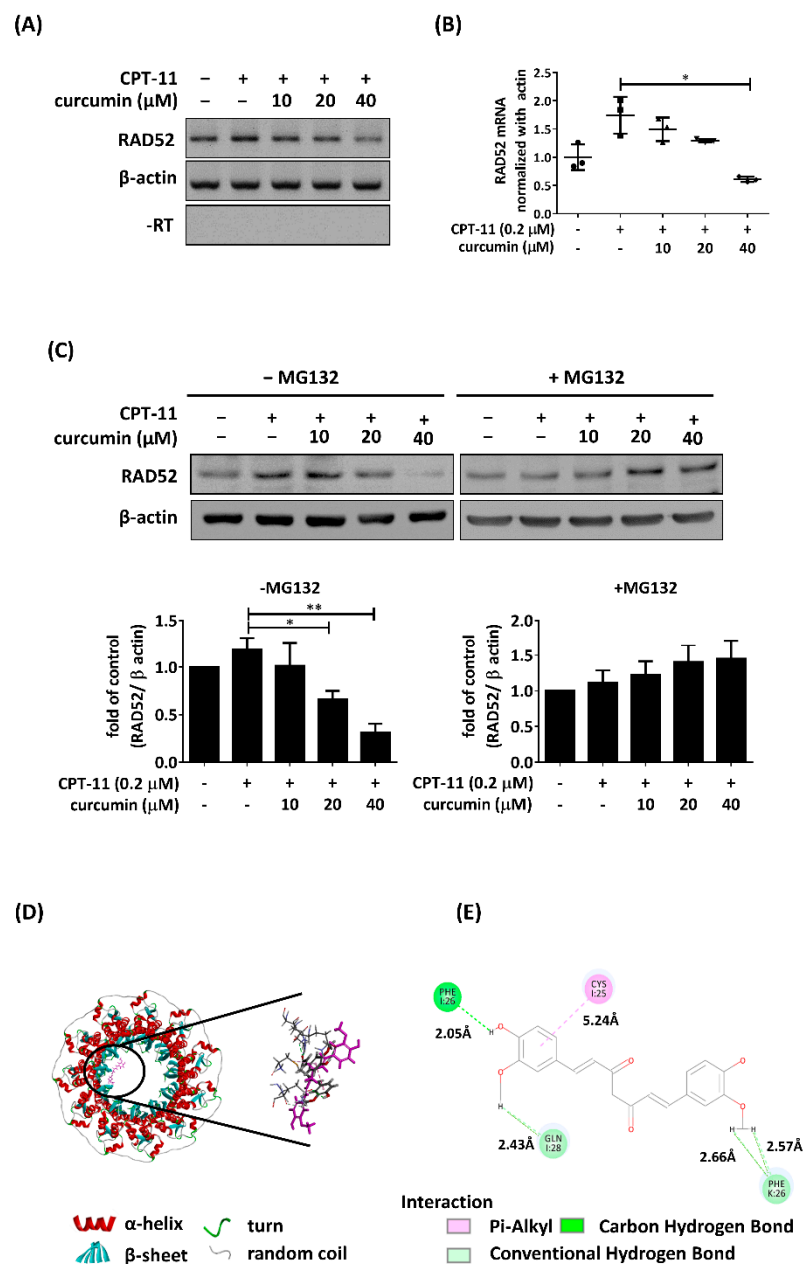 (A)
CPT-11 – + + + +
curcumin (μM) – – 10 20 40
RAD52
β-actin
-RT
(B)
RAD52 mRNA
normalized with actin
2.5
2.0
1.5
1.0
0.5
0.0
*
CPT-11 (0.2 μM) - + + + +
curcumin (μM) - - 10 20 40
(C)
– MG132
+ MG132
CPT-11 – + + + + – + + + +
curcumin (μM) – – 10 20 40 – – 10 20 40
RAD52
β-actin
-MG132
fold of control
(RAD52/ β actin)
1.5
1.0
0.5
0.0
*
**
CPT-11 (0.2 μM) - + + + +
curcumin (μM) - - 10 20 40
+MG132
fold of control
(RAD52/ β actin)
2.0
1.5
1.0
0.5
0.0
CPT-11 (0.2 μM) - + + + +
curcumin (μM) - - 10 20 40
(D)
α-helix
turn
β-sheet
random coil
(E)
PHE
I:26
CYS
I:25
2.05Å
5.24Å
H
O
O
O
O
O
O
H
2.43Å
GLN
I:28
H
H
2.66Å
2.57Å
PHE
K:26
Interaction
Pi-Alkyl
Carbon Hydrogen Bond
Conventional Hydrogen Bond